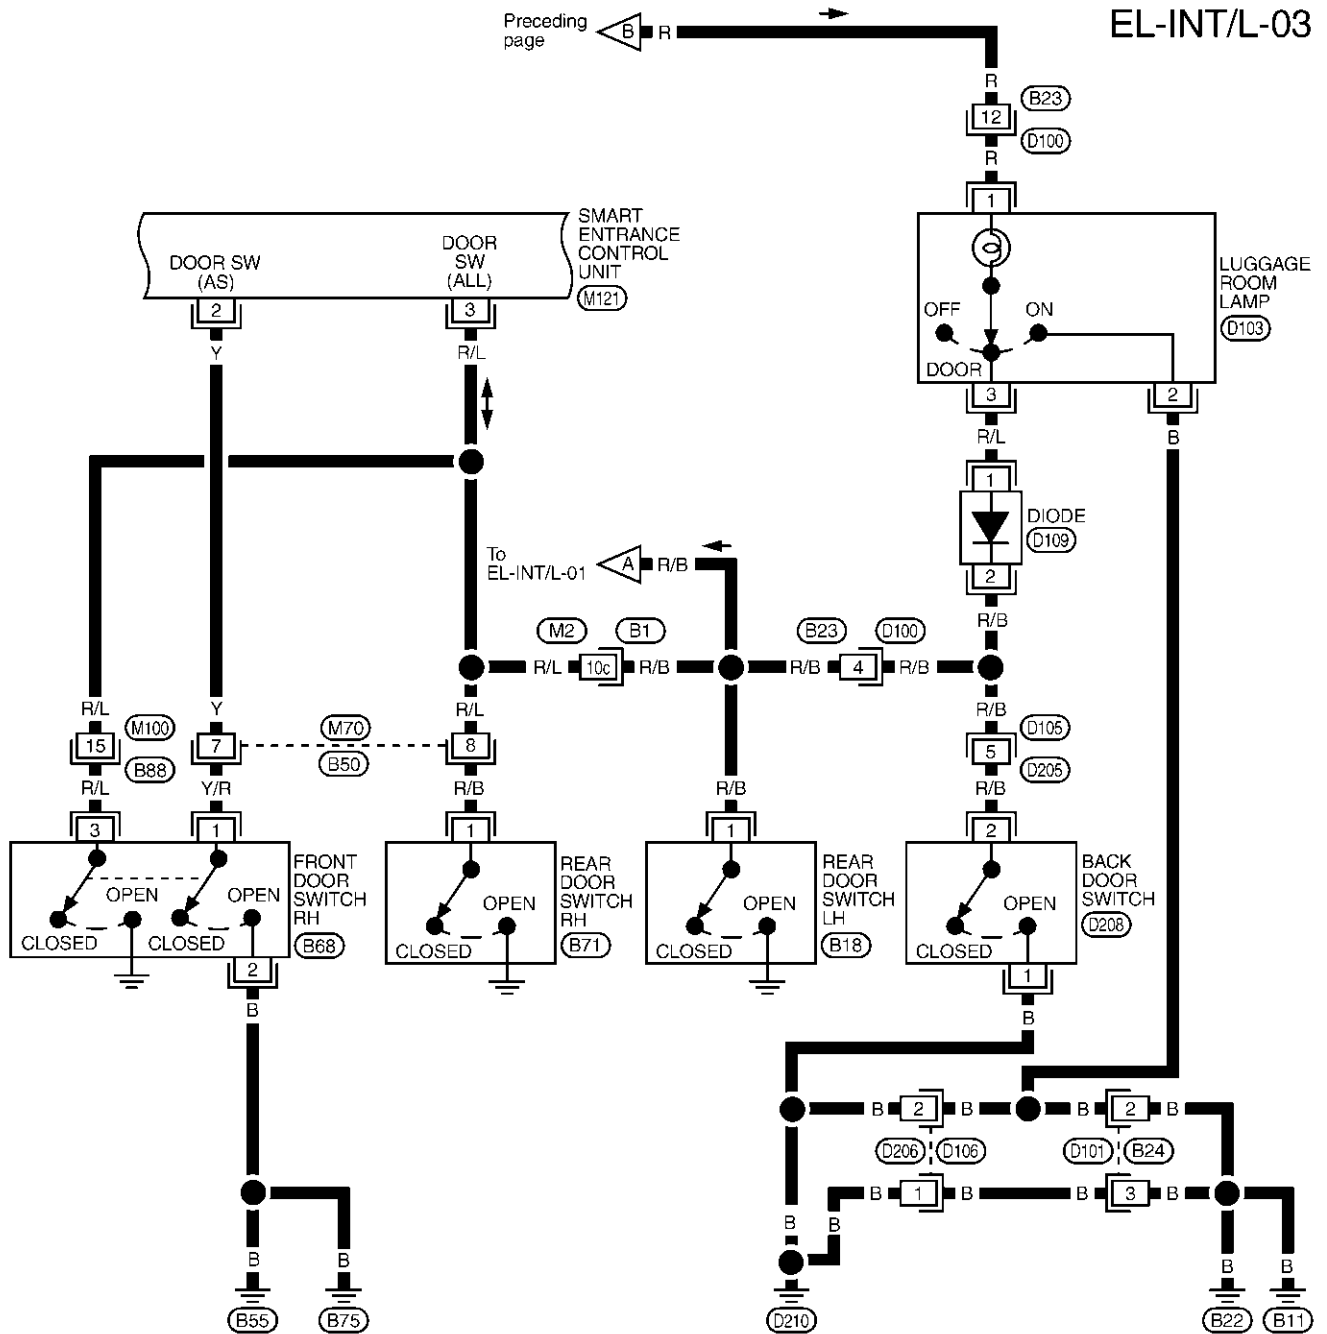 EL-INT/L-03
Preceding
page
B
R
R
B23
12
D100
R
1
SMART
ENTRANCE
CONTROL
UNIT
M121
DOOR SW
(AS)
DOOR
SW
(ALL)
2
3
Y
R/L
LUGGAGE
ROOM
LAMP
D103
OFF
ON
DOOR
3
2
R/L
B
1
DIODE
D109
2
R/B
To
EL-INT/L-01
A
R/B
M2
B1
B23
D100
R/L
10c
R/B
R/B
4
R/B
R/L
Y
R/L
R/B
15
M100
B88
7
M70
B50
8
D105
5
D205
R/L
Y/R
R/B
R/B
R/B
3
1
1
1
2
FRONT
DOOR
SWITCH
RH
B68
OPEN
OPEN
CLOSED
CLOSED
REAR
DOOR
SWITCH
RH
B71
OPEN
CLOSED
REAR
DOOR
SWITCH
LH
B18
OPEN
CLOSED
BACK
DOOR
SWITCH
D208
OPEN
CLOSED
2
1
B
B
B
2
B
B
2
B
D206
D106
D101
B24
B
1
B
B
3
B
B
B
B
B
B
B
B55
B75
D210
B22
B11